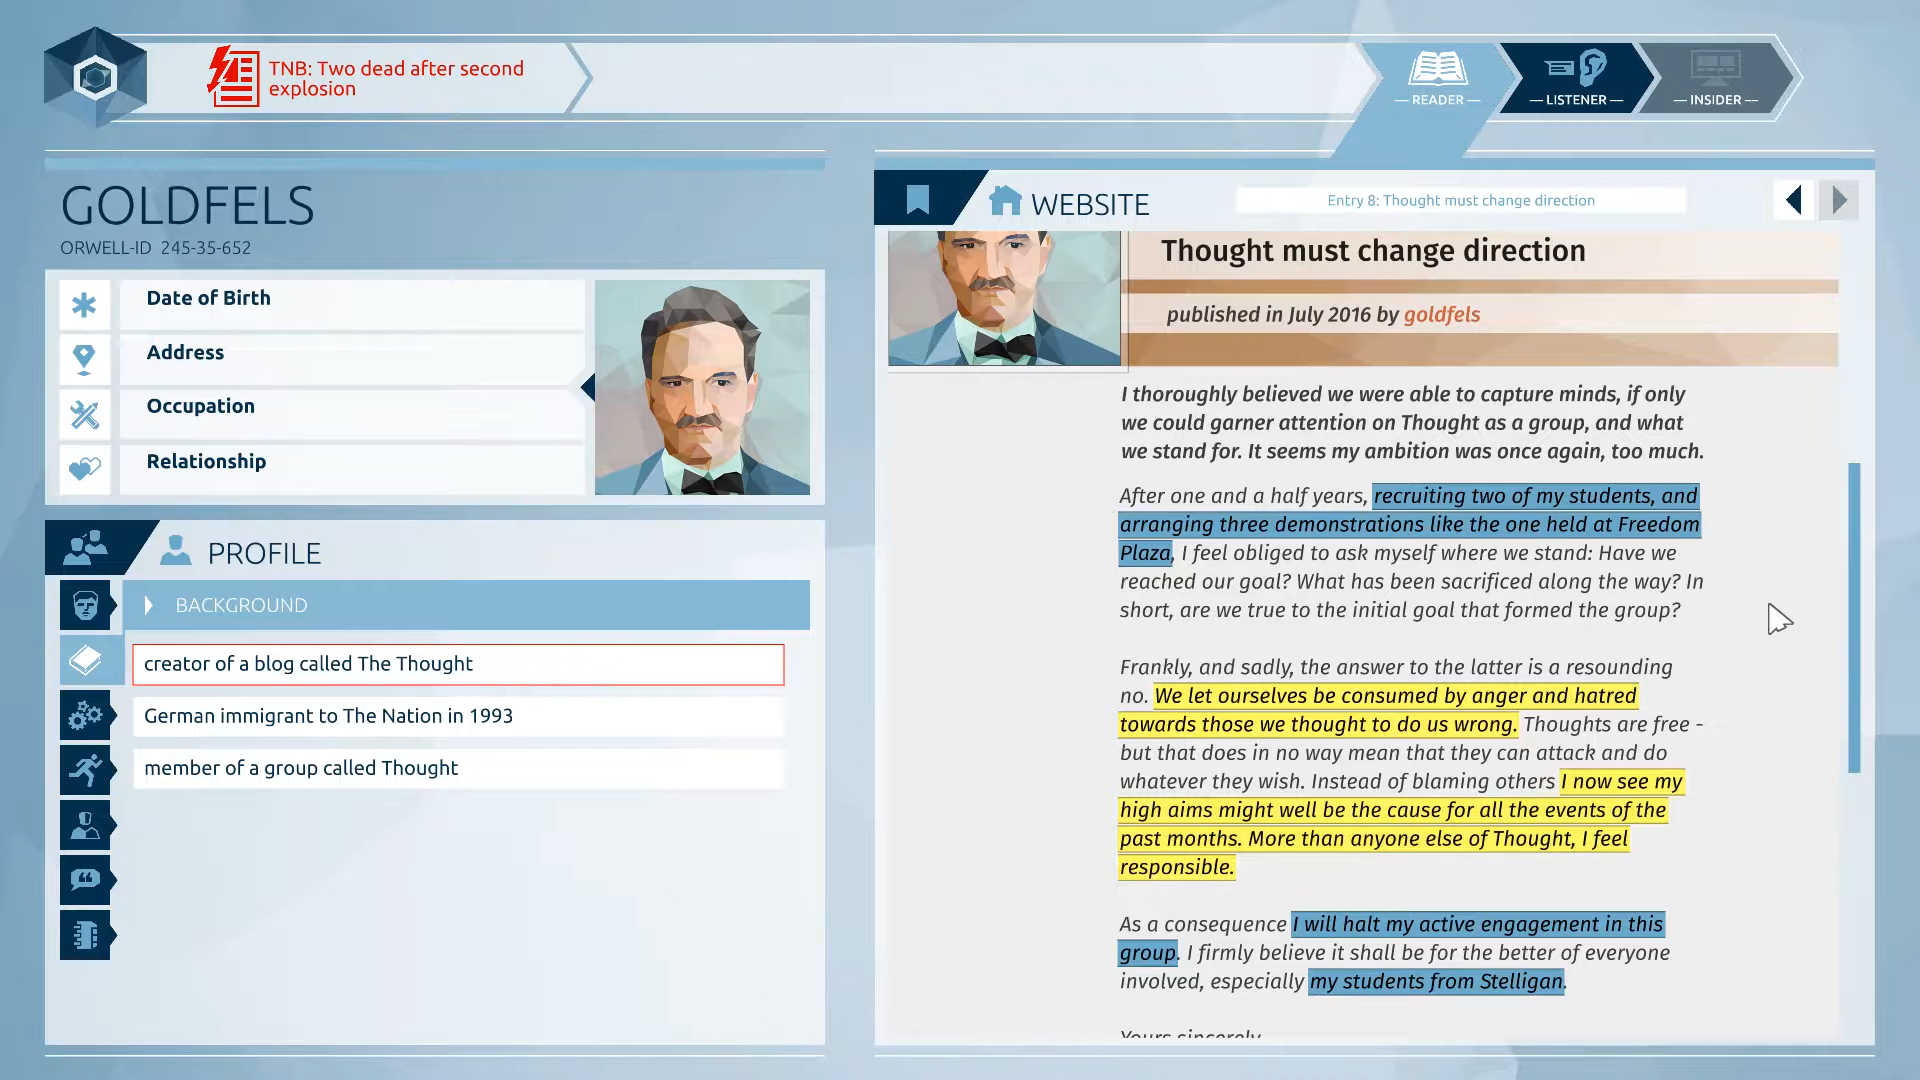 TNB: Two dead after second
explosion
— READER —
— LISTENER —
— INSIDER —
GOLDFELS
ORWELL-ID 245-35-652
Date of Birth
Address
Occupation
Relationship
PROFILE
BACKGROUND
creator of a blog called The Thought
German immigrant to The Nation in 1993
member of a group called Thought
WEBSITE
Entry 8: Thought must change direction
Thought must change direction
published in July 2016 by goldfels
I thoroughly believed we were able to capture minds, if only
we could garner attention on Thought as a group, and what
we stand for. It seems my ambition was once again, too much.
After one and a half years, recruiting two of my students, and
arranging three demonstrations like the one held at Freedom
Plaza, I feel obliged to ask myself where we stand: Have we
reached our goal? What has been sacrificed along the way? In
short, are we true to the initial goal that formed the group?
Frankly, and sadly, the answer to the latter is a resounding
no. We let ourselves be consumed by anger and hatred
towards those we thought to do us wrong. Thoughts are free -
but that does in no way mean that they can attack and do
whatever they wish. Instead of blaming others I now see my
high aims might well be the cause for all the events of the
past months. More than anyone else of Thought, I feel
responsible.
As a consequence I will halt my active engagement in this
group. I firmly believe it shall be for the better of everyone
involved, especially my students from Stelligan.
Yours sincerely